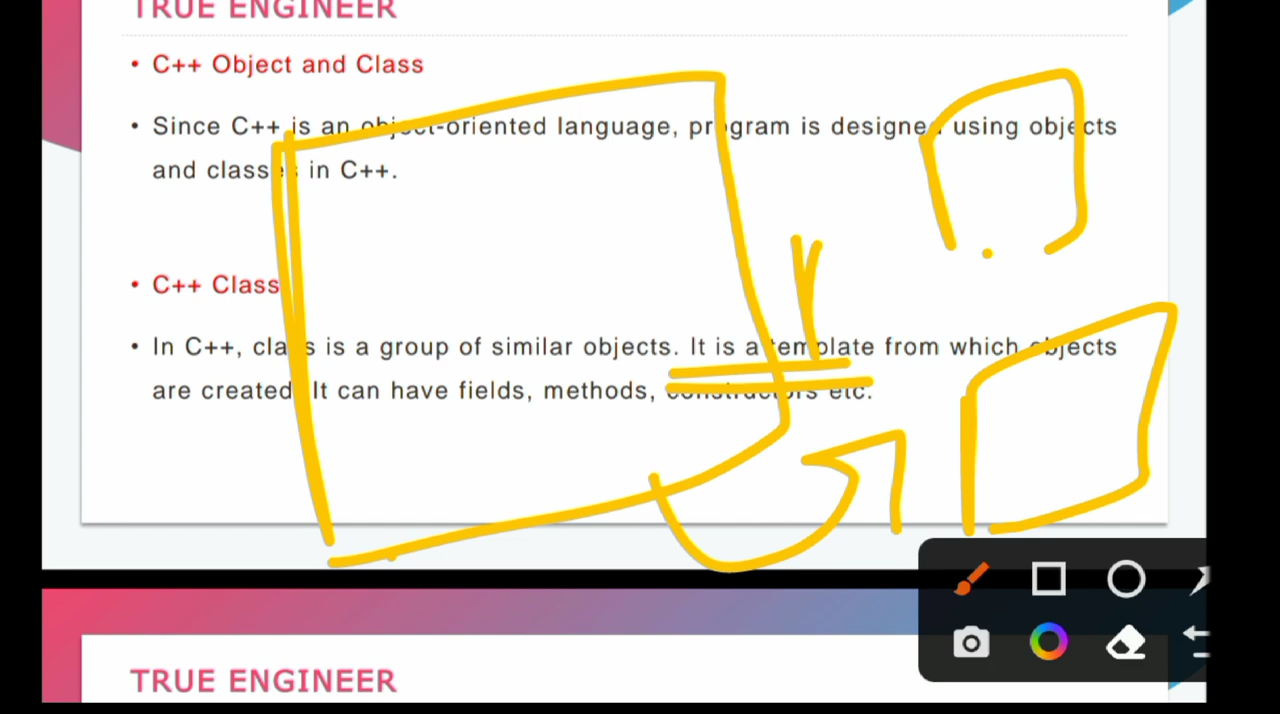 TRUE ENGINEER
• C++ Object and Class
• Since C++ is an object-oriented language, program is designed using objects
and classes in C++.
• C++ Class
• In C++, class is a group of similar objects. It is a template from which objects
are created. It can have fields, methods, constructors etc.
TRUE ENGINEER